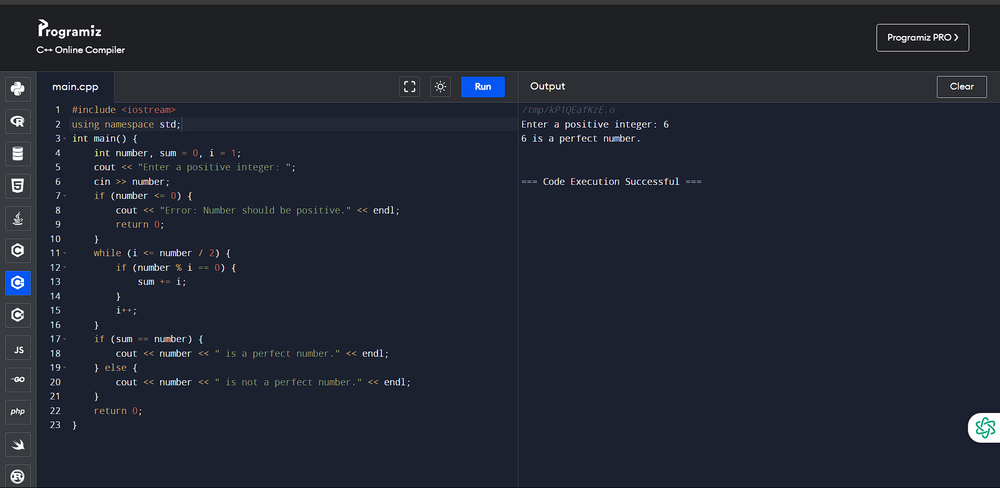 Programiz
C++ Online Compiler
Programiz PRO ❯
main.cpp
Run
Output
Clear
1 #include <iostream>
2 using namespace std;
3 int main() {
4     int number, sum = 0, i = 1;
5     cout << "Enter a positive integer: ";
6     cin >> number;
7     if (number <= 0) {
8         cout << "Error: Number should be positive." << endl;
9         return 0;
10     }
11     while (i <= number / 2) {
12         if (number % i == 0) {
13             sum += i;
14         }
15         i++;
16     }
17     if (sum == number) {
18         cout << number << " is a perfect number." << endl;
19     } else {
20         cout << number << " is not a perfect number." << endl;
21     }
22     return 0;
23 }
/tmp/kP1QEafKzE.o
Enter a positive integer: 6
6 is a perfect number.
=== Code Execution Successful ===
R
5
C
C+
C#
JS
GO
php
R